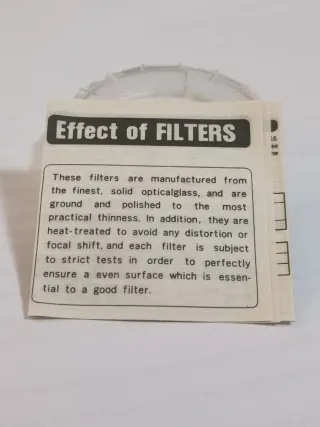 Effect of FILTERS
These filters are manufactured from
the finest, solid opticalglass, and are
ground and polished to the most
practical thinness. In addition, they are
heat-treated to avoid any distortion or
focal shift, and each filter is subject
to strict tests in order to perfectly
ensure a even surface which is essen-
tial to a good filter.